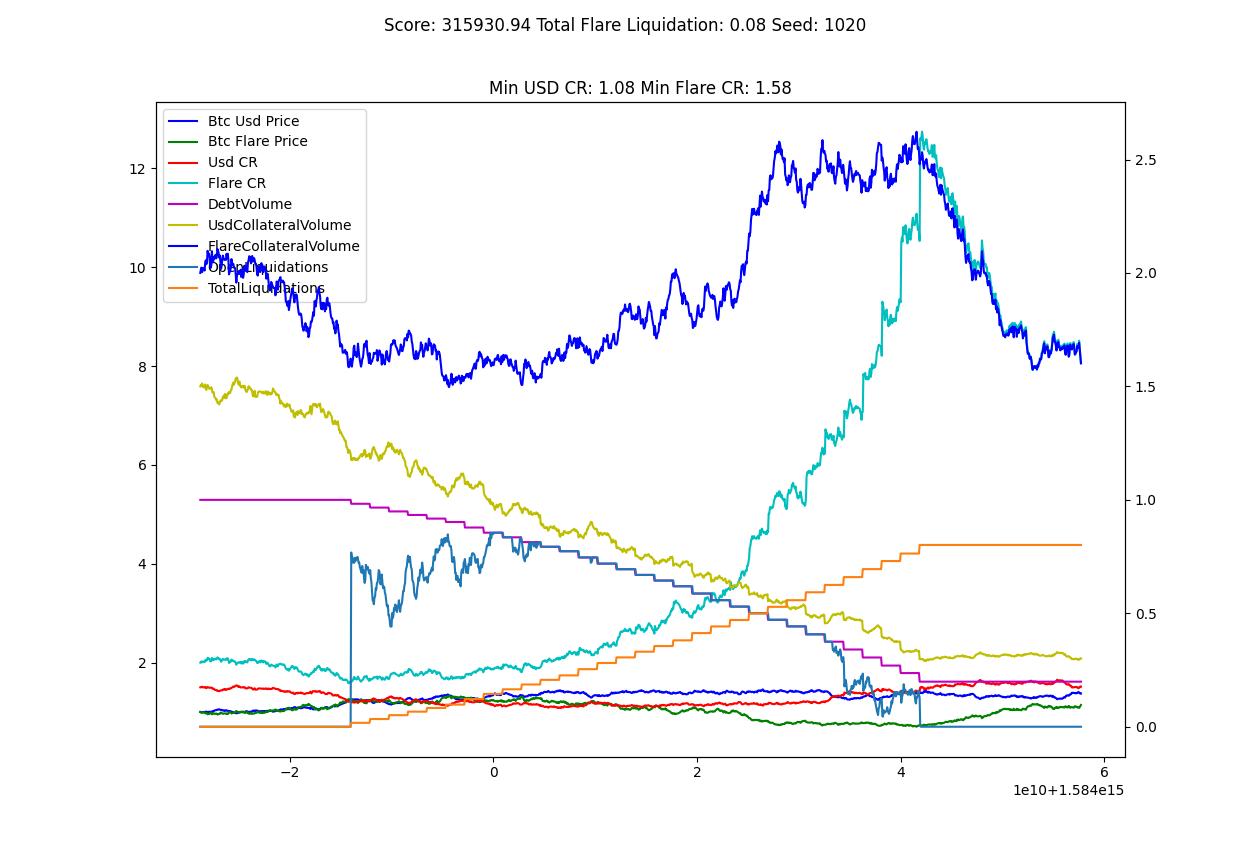 Score: 315930.94 Total Flare Liquidation: 0.08 Seed: 1020
Min USD CR: 1.08 Min Flare CR: 1.58
Btc Usd Price
Btc Flare Price
Usd CR
Flare CR
DebtVolume
UsdCollateralVolume
FlareCollateralVolume
OpenLiquidations
TotalLiquidations
12
10
8
6
4
2
2.5
2.0
1.5
1.0
0.5
0.0
−2
0
2
4
6
1e10+1.584e15